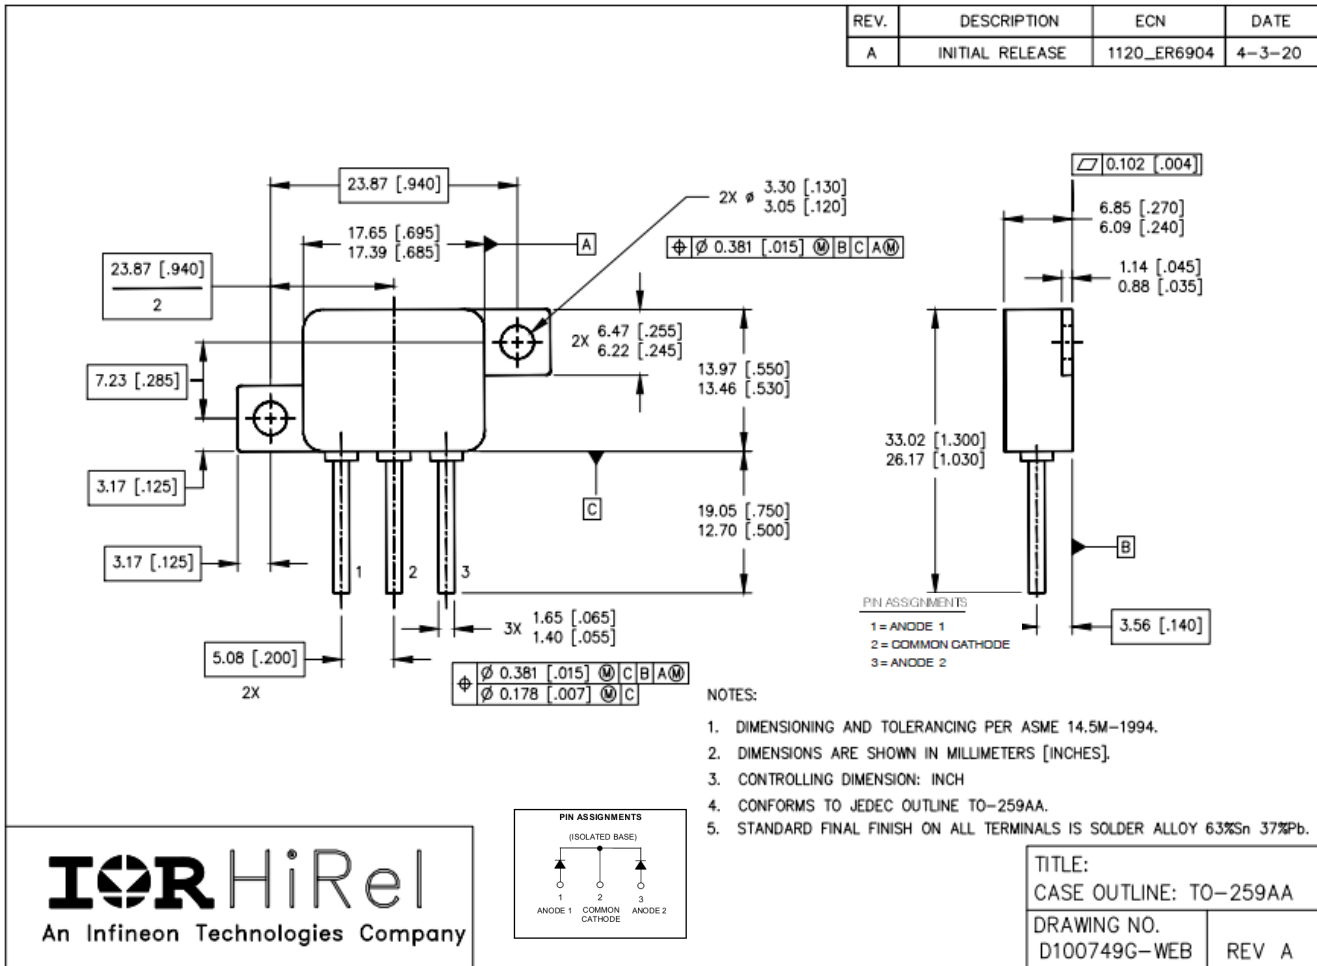 REV. DESCRIPTION ECN DATE
A INITIAL RELEASE 1120_ER6904 4-3-20
23.87 [.940]
17.65 [.695]
17.39 [.685]
A
23.87 [.940]
2
7.23 [.285]
3.17 [.125]
3.17 [.125]
2X ⌀ 3.30 [.130]
3.05 [.120]
⌖ ⌀ 0.381 [.015] Ⓜ B C A Ⓜ
2X 6.47 [.255]
6.22 [.245]
13.97 [.550]
13.46 [.530]
C
19.05 [.750]
12.70 [.500]
1 2 3
3X 1.65 [.065]
1.40 [.055]
5.08 [.200]
2X
⌖ ⌀ 0.381 [.015] Ⓜ C B A Ⓜ
⌀ 0.178 [.007] Ⓜ C
⏥ 0.102 [.004]
6.85 [.270]
6.09 [.240]
1.14 [.045]
0.88 [.035]
33.02 [1.300]
26.17 [1.030]
B
3.56 [.140]
PIN ASSIGNMENTS
1 = ANODE 1
2 = COMMON CATHODE
3 = ANODE 2
NOTES:
1. DIMENSIONING AND TOLERANCING PER ASME 14.5M-1994.
2. DIMENSIONS ARE SHOWN IN MILLIMETERS [INCHES].
3. CONTROLLING DIMENSION: INCH
4. CONFORMS TO JEDEC OUTLINE TO-259AA.
5. STANDARD FINAL FINISH ON ALL TERMINALS IS SOLDER ALLOY 63%Sn 37%Pb.
PIN ASSIGNMENTS
(ISOLATED BASE)
1 2 3
ANODE 1 COMMON ANODE 2
CATHODE
IOR HiRel
An Infineon Technologies Company
TITLE:
CASE OUTLINE: TO-259AA
DRAWING NO.
D100749G-WEB REV A